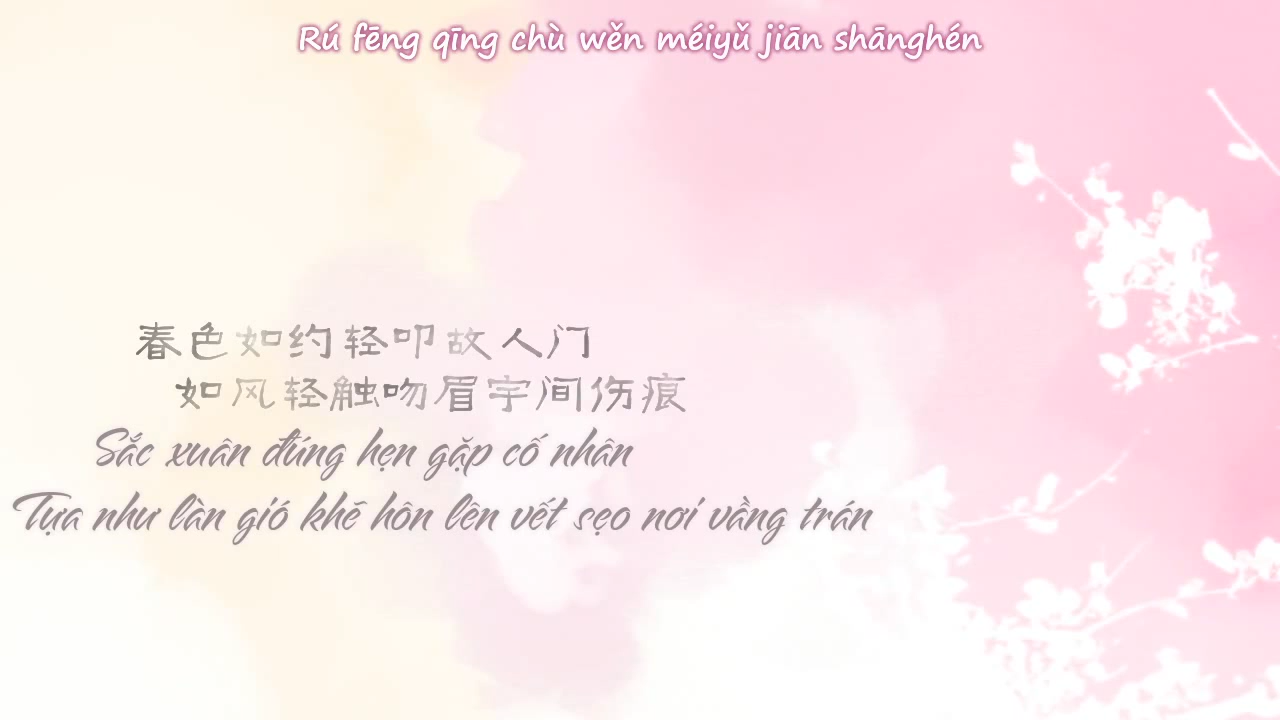 Rú fēng qīng chù wěn méiyǔ jiān shānghén
春色如约轻叩故人门
如风轻触吻眉宇间伤痕
Sắc xuân đúng hẹn gặp cố nhân
Tựa như làn gió khẽ hôn lên vết sẹo nơi vầng trán